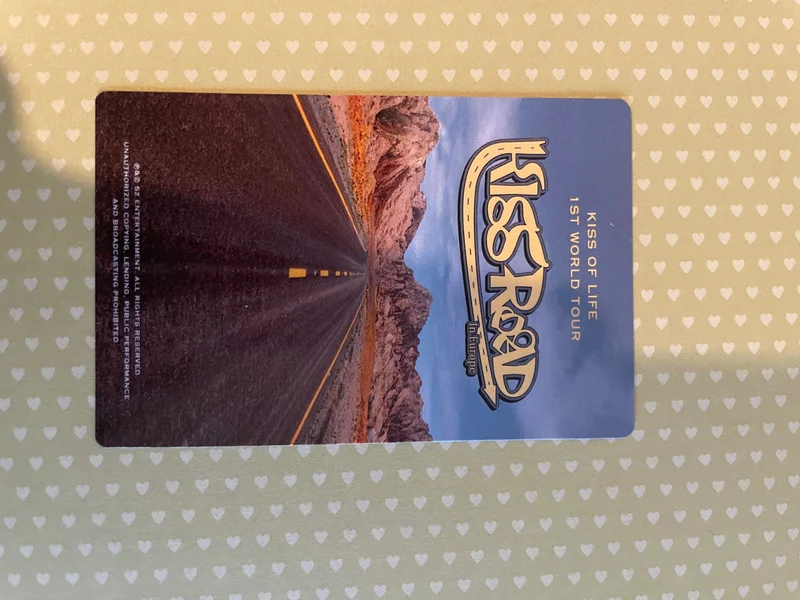 KISS OF LIFE
1ST WORLD TOUR
KISS ROAD
In Europe
℗&© S2 ENTERTAINMENT. ALL RIGHTS RESERVED.
UNAUTHORIZED COPYING, LENDING, PUBLIC PERFORMANCE
AND BROADCASTING PROHIBITED.